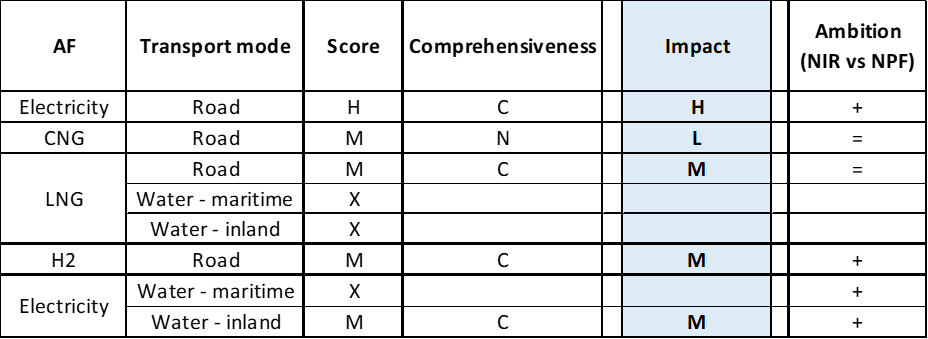 AF Transport mode Score Comprehensiveness Impact Ambition (NIR vs NPF)
Electricity Road H C H +
CNG Road M N L =
LNG Road M C M =
Water - maritime X
Water - inland X
H2 Road M C M +
Electricity Water - maritime X +
Water - inland M C M +